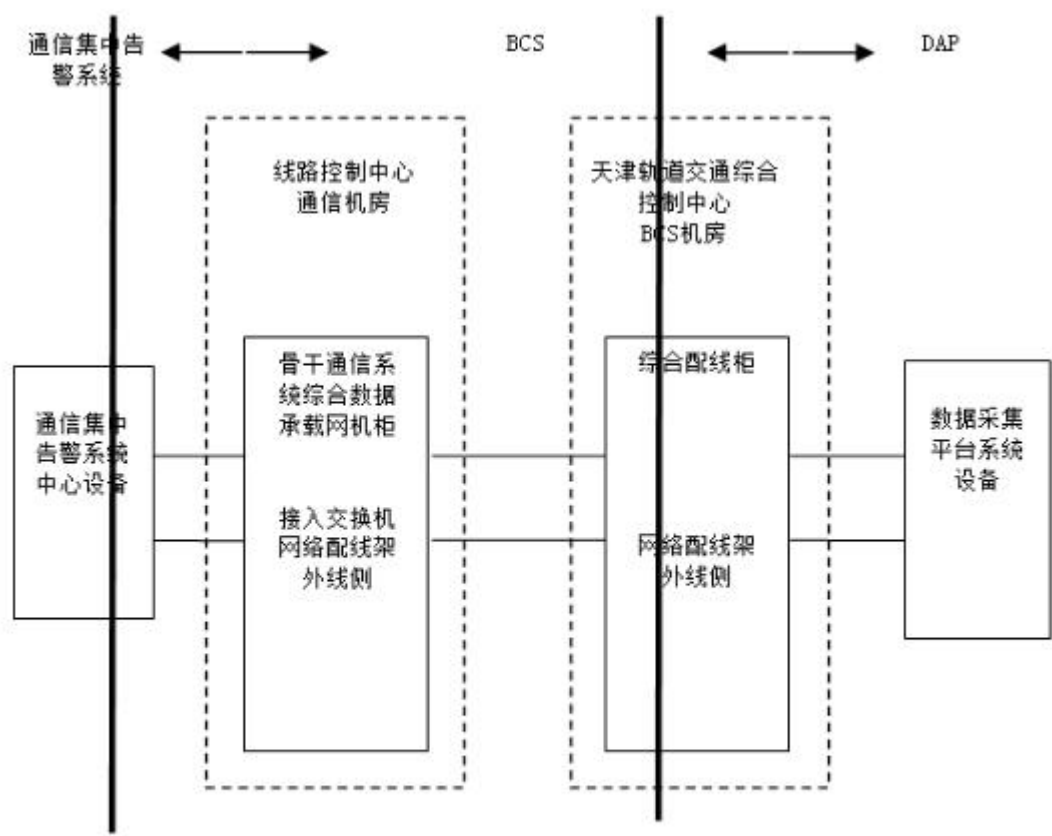 通信集中告
警系统
BCS
DAP
线路控制中心
通信机房
天津轨道交通综合
控制中心
BCS机房
通信集中
告警系统
中心设备
骨干通信系
统综合数据
承载网机柜
接入交换机
网络配线架
外线侧
综合配线柜
网络配线架
外线侧
数据采集
平台系统
设备